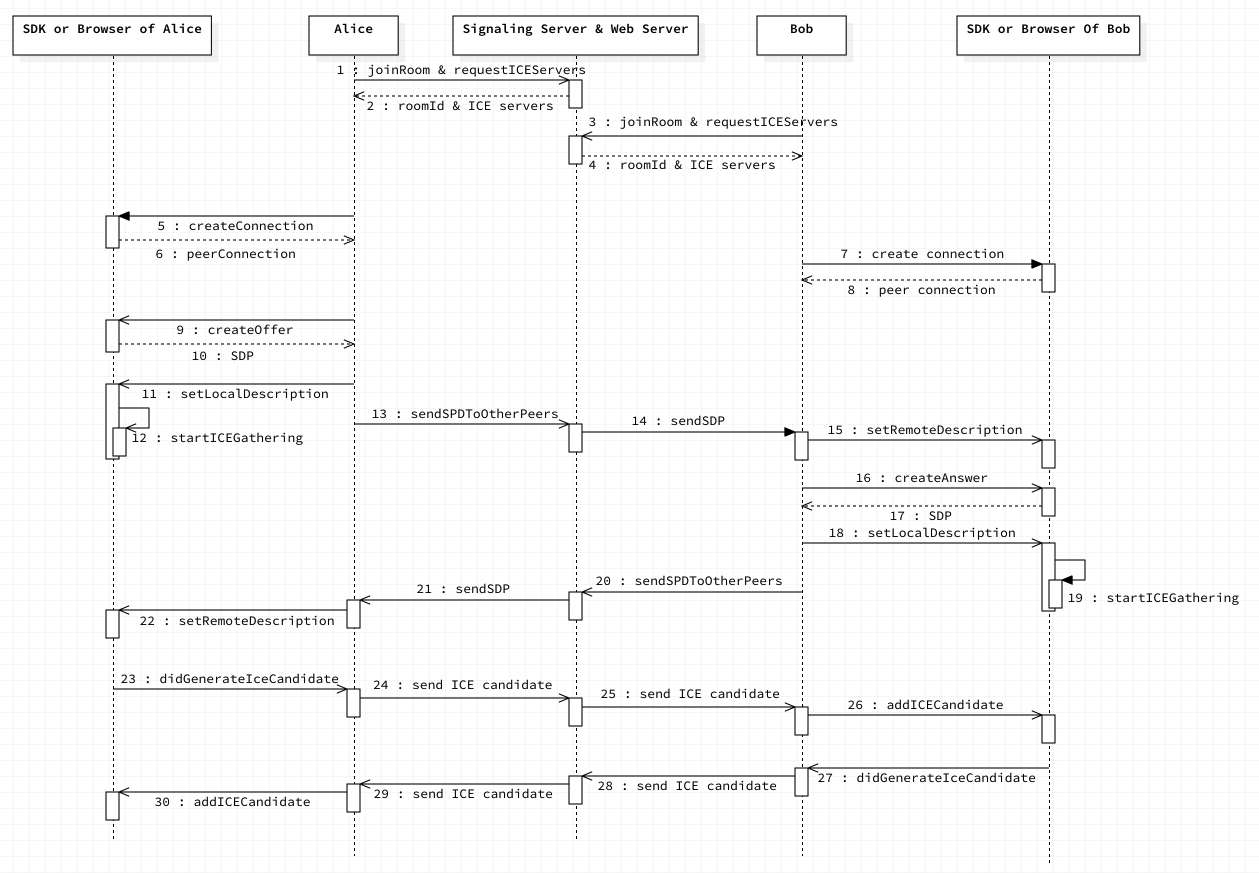 SDK or Browser of Alice
Alice
Signaling Server & Web Server
Bob
SDK or Browser Of Bob
1 : joinRoom & requestICEServers
2 : roomId & ICE servers
3 : joinRoom & requestICEServers
4 : roomId & ICE servers
5 : createConnection
6 : peerConnection
7 : create connection
8 : peer connection
9 : createOffer
10 : SDP
11 : setLocalDescription
12 : startICEGathering
13 : sendSPDToOtherPeers
14 : sendSDP
15 : setRemoteDescription
16 : createAnswer
17 : SDP
18 : setLocalDescription
19 : startICEGathering
20 : sendSPDToOtherPeers
21 : sendSDP
22 : setRemoteDescription
23 : didGenerateIceCandidate
24 : send ICE candidate
25 : send ICE candidate
26 : addICECandidate
27 : didGenerateIceCandidate
28 : send ICE candidate
29 : send ICE candidate
30 : addICECandidate